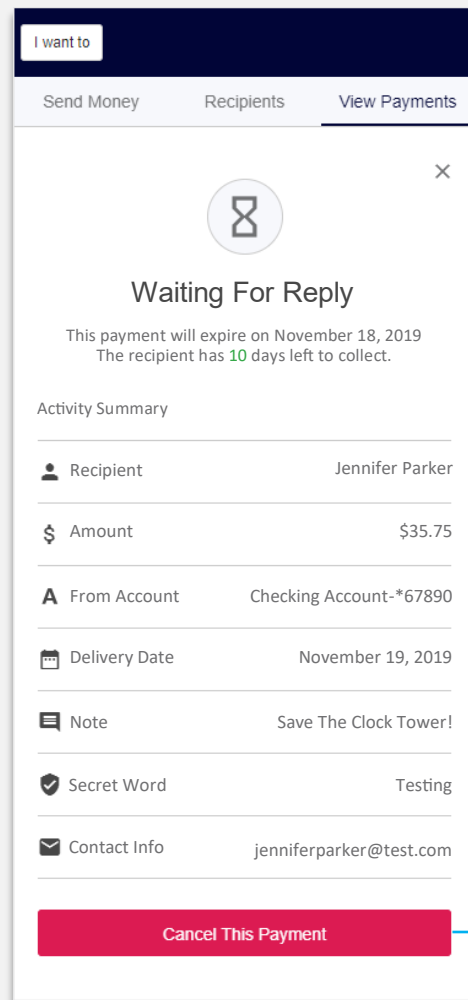 I want to
Send Money Recipients View Payments
Waiting For Reply
This payment will expire on November 18, 2019
The recipient has 10 days left to collect.
Activity Summary
Recipient Jennifer Parker
$ Amount $35.75
A From Account Checking Account-*67890
Delivery Date November 19, 2019
Note Save The Clock Tower!
Secret Word Testing
Contact Info jenniferparker@test.com
Cancel This Payment